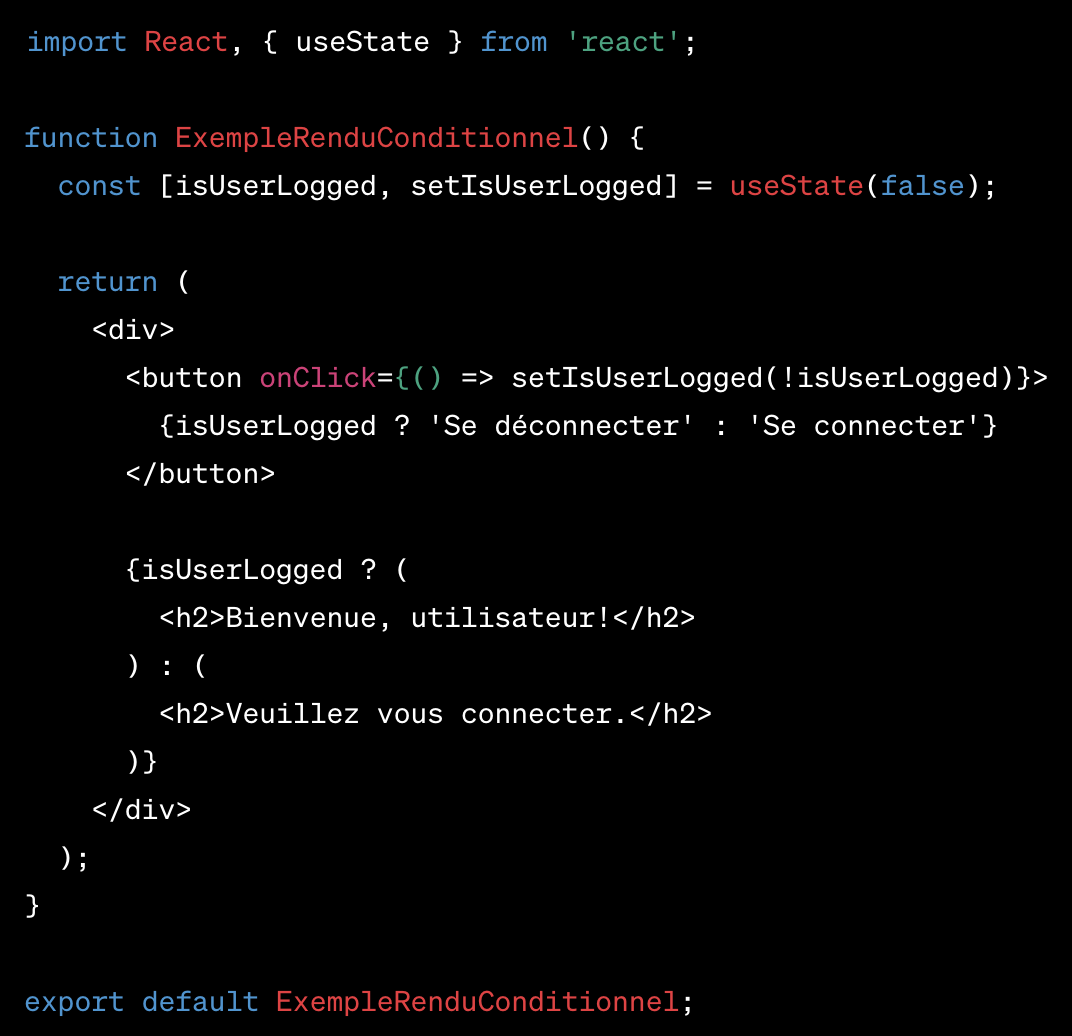 import React, { useState } from 'react';

function ExempleRenduConditionnel() {
  const [isUserLogged, setIsUserLogged] = useState(false);

  return (
    <div>
      <button onClick={() => setIsUserLogged(!isUserLogged)}>
        {isUserLogged ? 'Se déconnecter' : 'Se connecter'}
      </button>

      {isUserLogged ? (
        <h2>Bienvenue, utilisateur!</h2>
      ) : (
        <h2>Veuillez vous connecter.</h2>
      )}
    </div>
  );
}

export default ExempleRenduConditionnel;